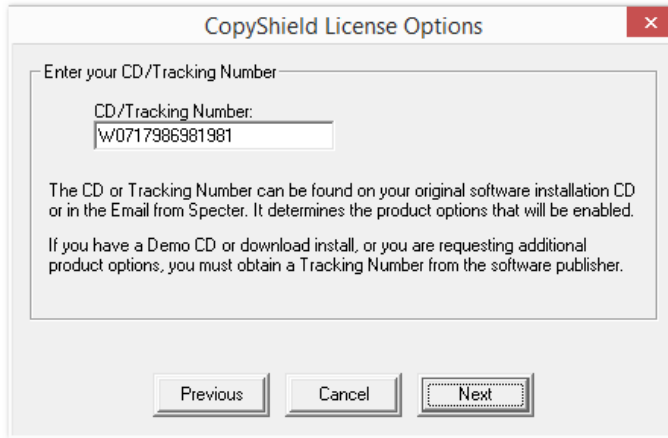 CopyShield License Options
Enter your CD/Tracking Number
CD/Tracking Number:
W0717986981981
The CD or Tracking Number can be found on your original software installation CD
or in the Email from Specter. It determines the product options that will be enabled.
If you have a Demo CD or download install, or you are requesting additional
product options, you must obtain a Tracking Number from the software publisher.
Previous
Cancel
Next